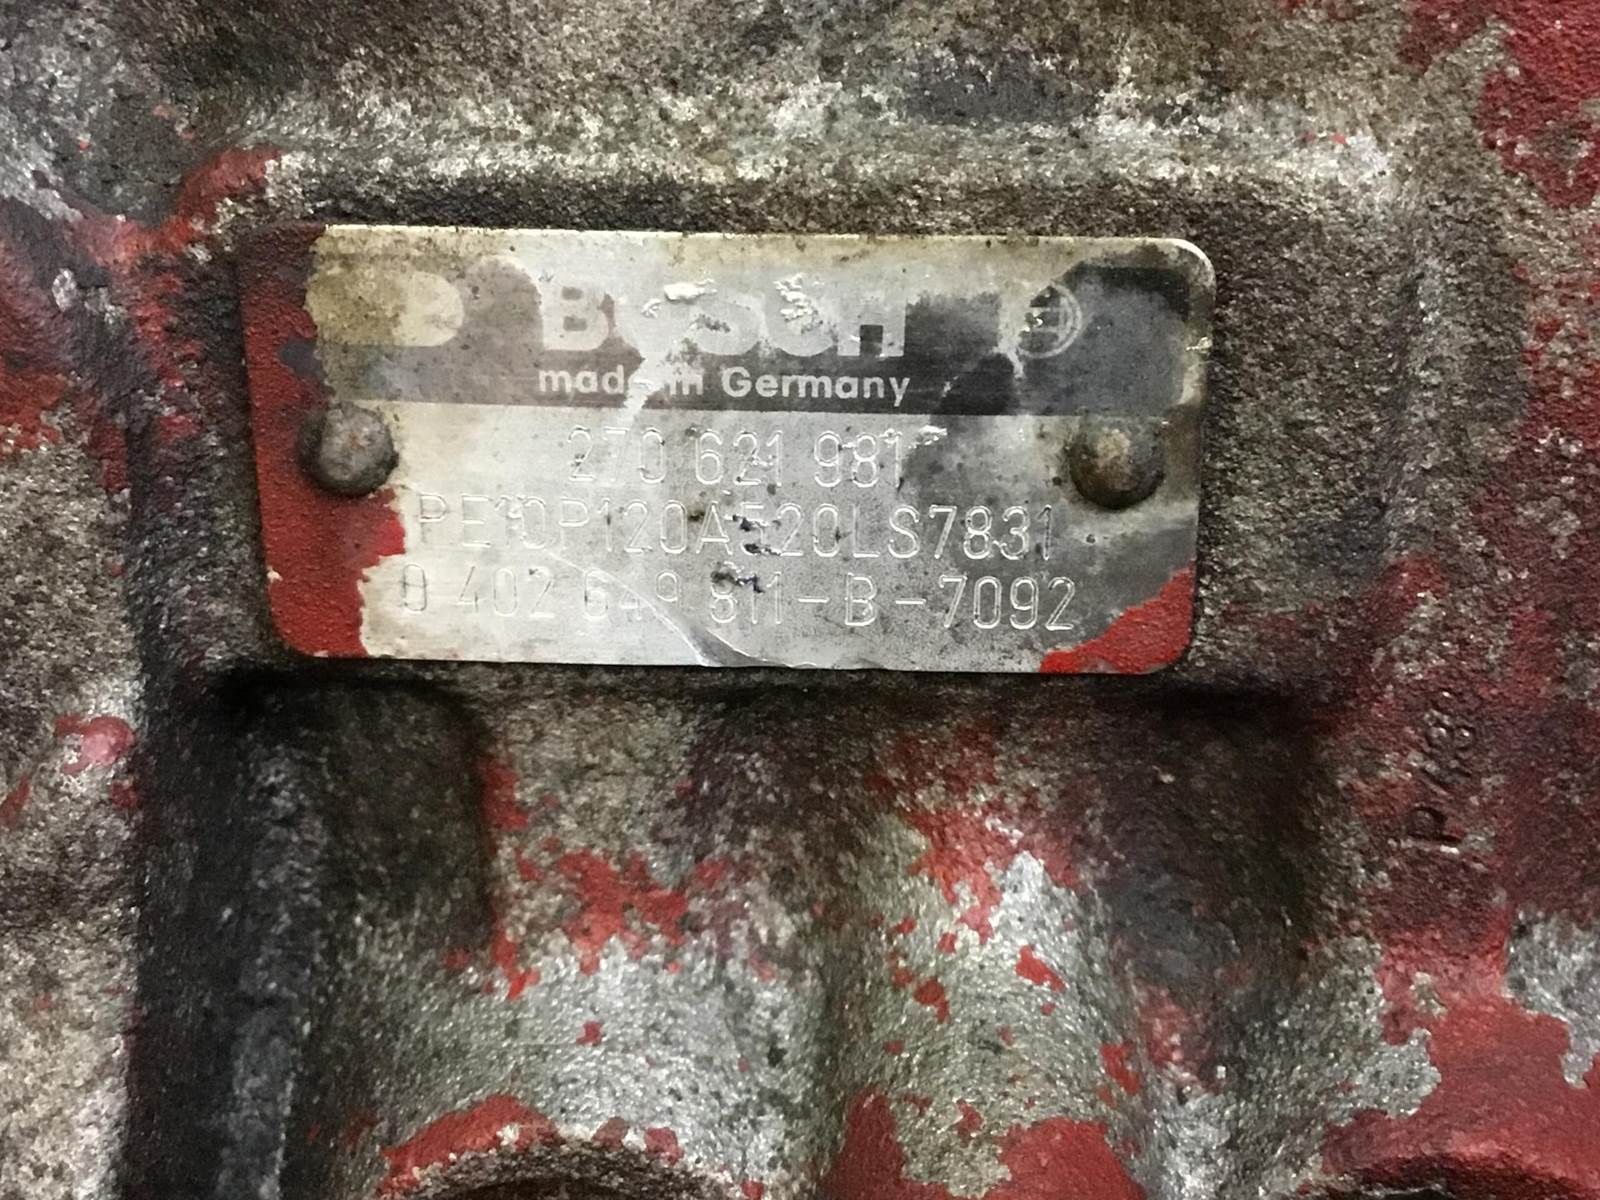 BOSCH
made in Germany
270 621 981
PE10P120A520LS7831
0 402 649 811-B-7092